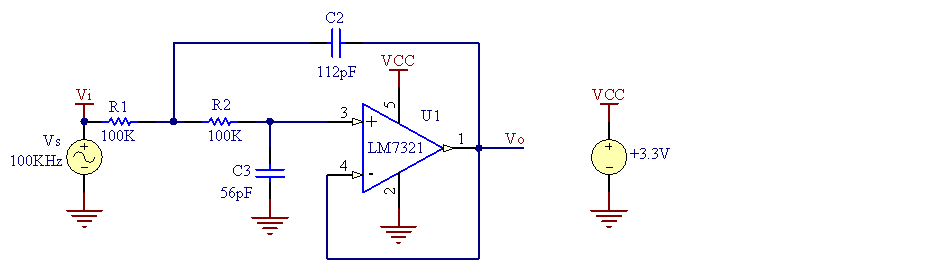 C2
112pF
VCC
VCC
Vi
R1
100K
R2
100K
3
+
5
U1
LM7321
1
Vo
4
-
2
Vs
100KHz
+
−
C3
56pF
+
−
+3.3V